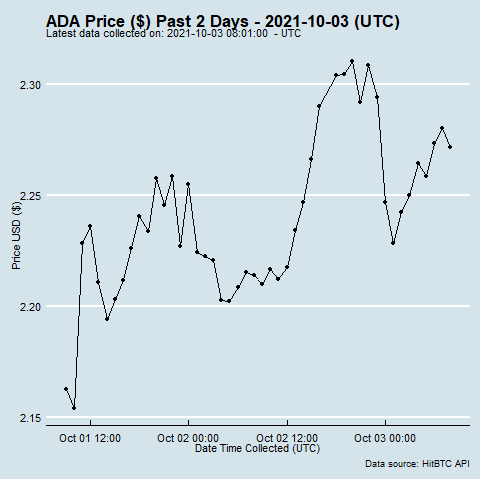 ADA Price ($) Past 2 Days - 2021-10-03 (UTC)
Latest data collected on: 2021-10-03 08:01:00  - UTC
2.30
2.25
2.20
2.15
Price USD ($)
Oct 01 12:00 Oct 02 00:00 Oct 02 12:00 Oct 03 00:00
Date Time Collected (UTC)
Data source: HitBTC API